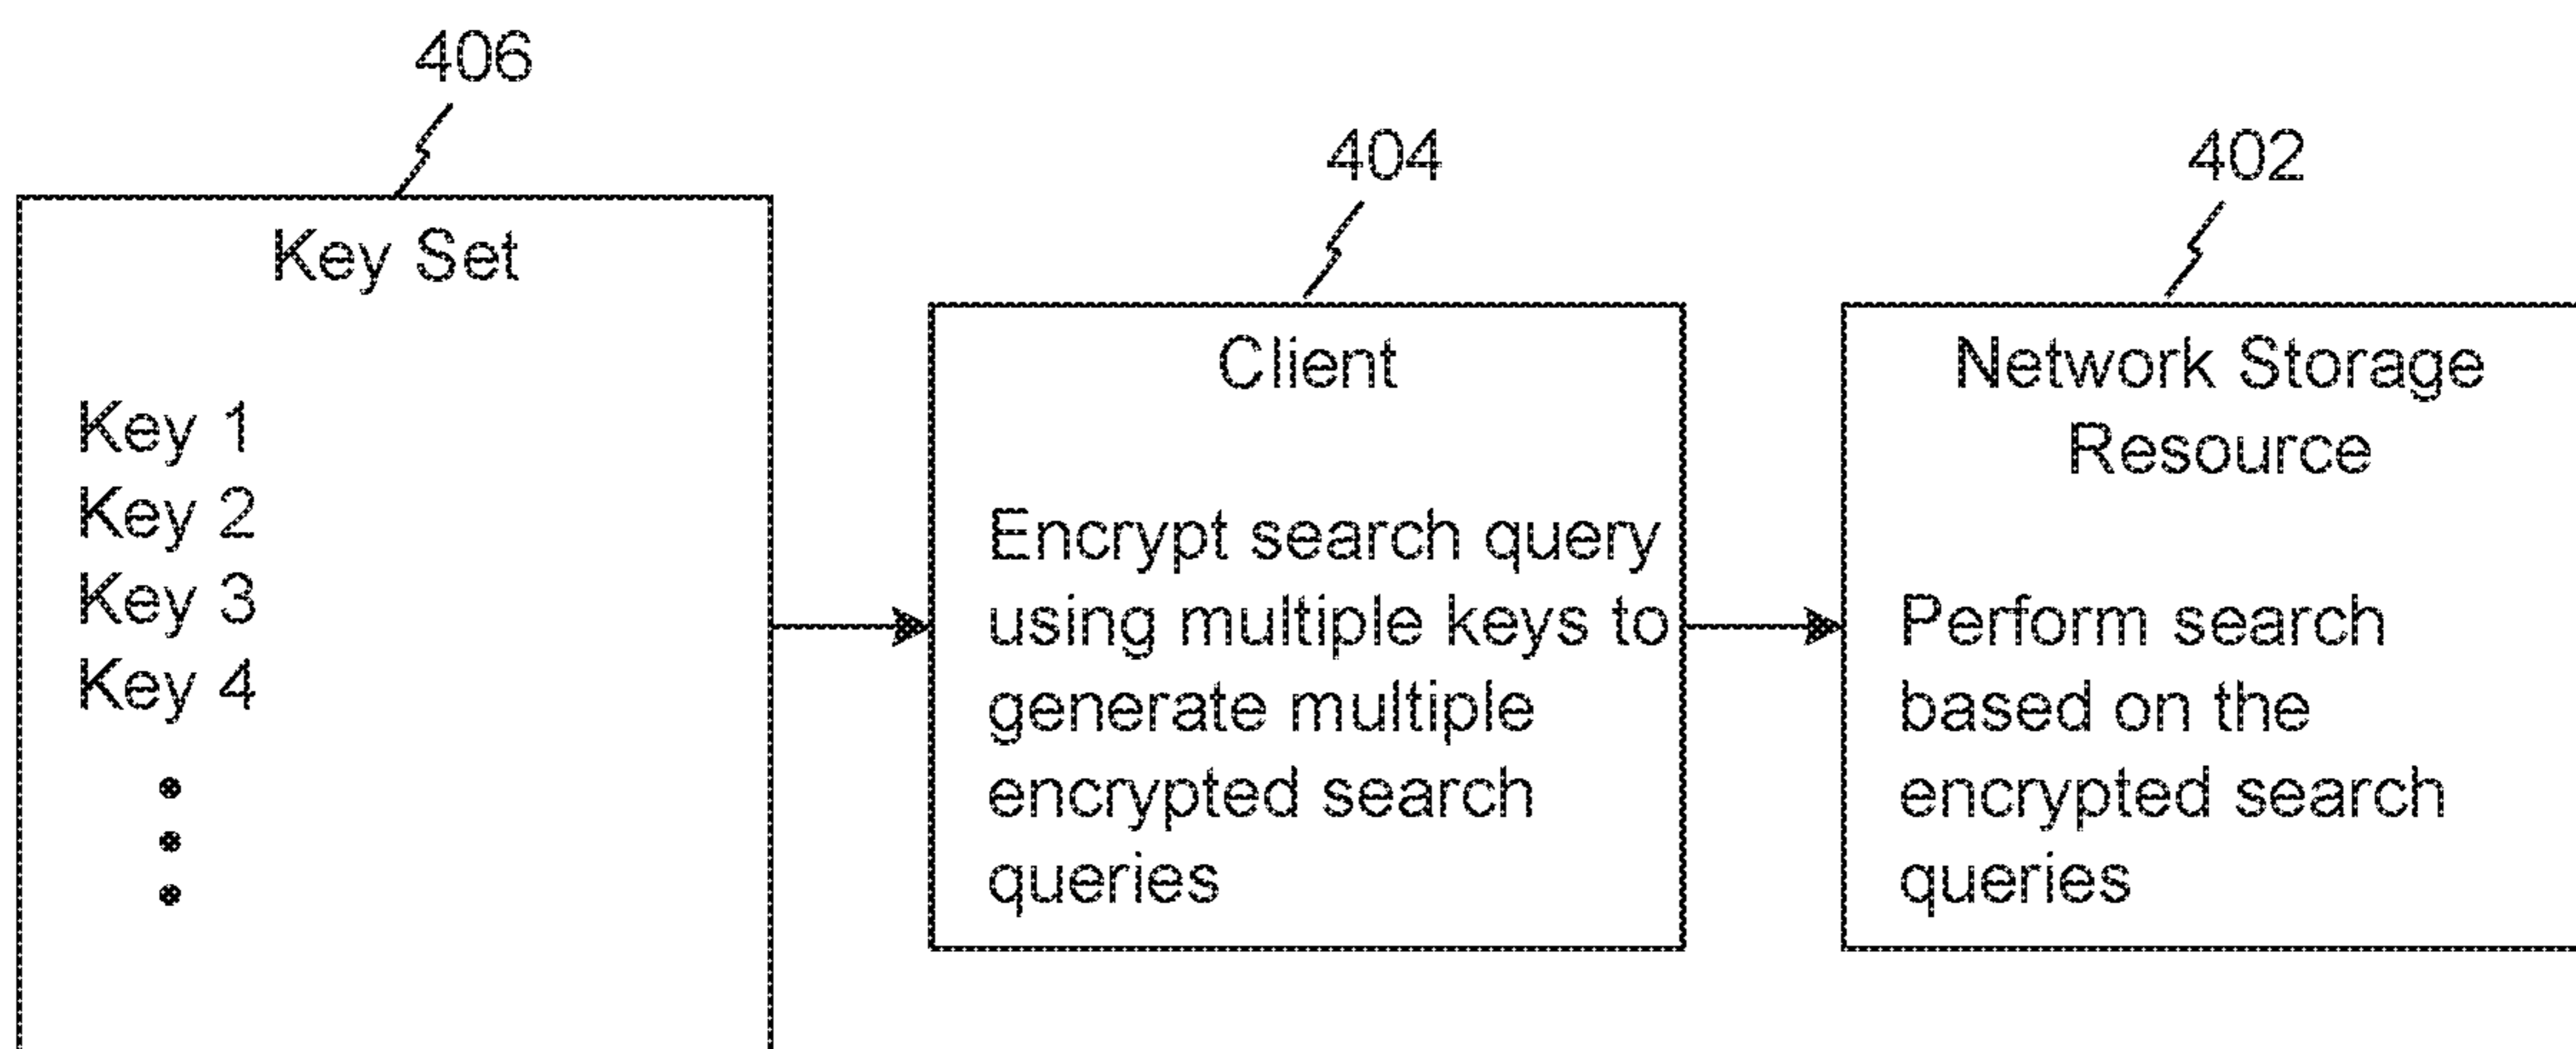 406
Key Set
Key 1
Key 2
Key 3
Key 4
404
Client
Encrypt search query
using multiple keys to
generate multiple
encrypted search
queries
402
Network Storage
Resource
Perform search
based on the
encrypted search
queries